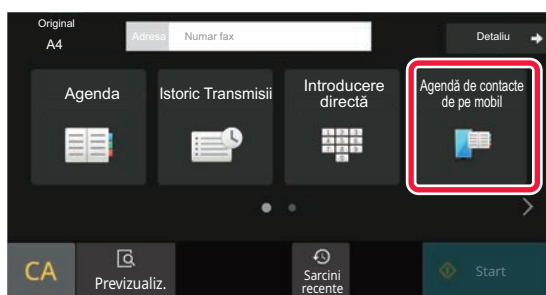 Original
A4
Adresa
Numar fax
Detaliu
Agenda
Istoric Transmisii
Introducere
directă
Agendă de contacte
de pe mobil
CA
Previzualiz.
Sarcini
recente
Start